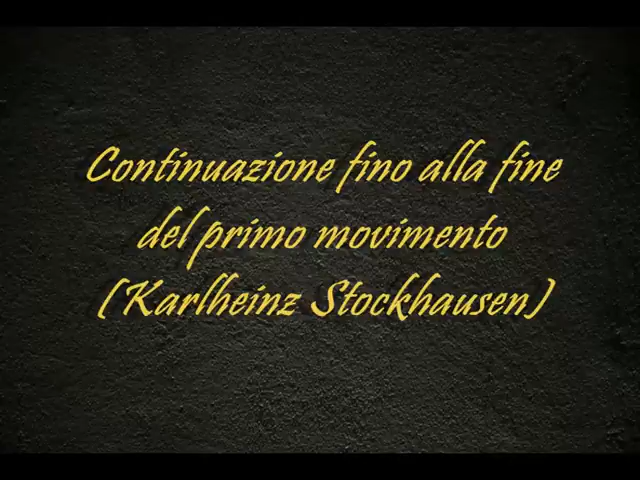 Continuazione fino alla fine
del primo movimento
(Karlheinz Stockhausen)